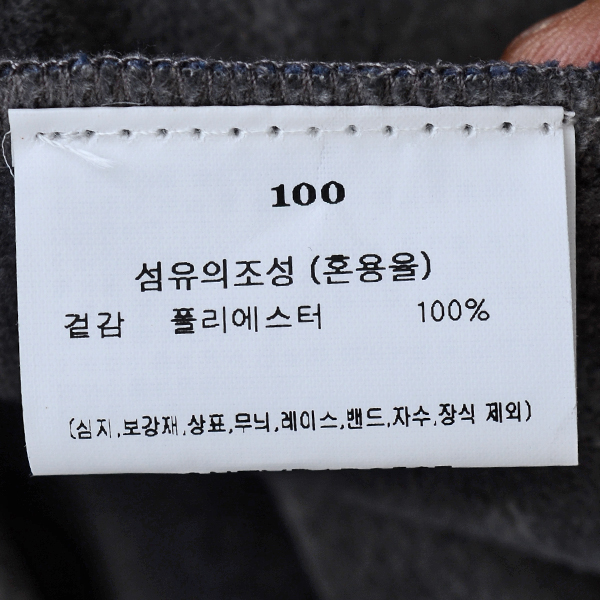 100
섬유의조성 (혼용율)
겉감 폴리에스터 100%
(심지,보강재,상표,무늬,레이스,밴드,자수,장식 제외)